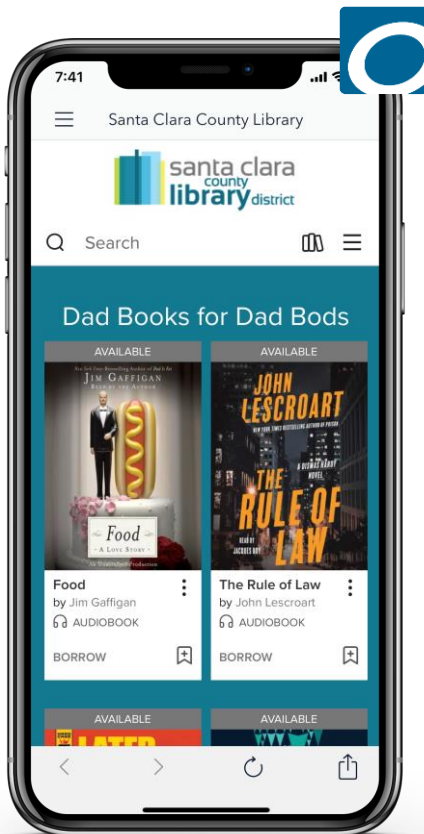 7:41
Santa Clara County Library
santa clara
county
library district
Search
Dad Books for Dad Bods
AVAILABLE
JIM GAFFIGAN
READ BY THE AUTHOR
Food
A LOVE STORY
Food
by Jim Gaffigan
AUDIOBOOK
BORROW
AVAILABLE
JOHN
LESCROART
NEW YORK TIMES BESTSELLING AUTHOR OF POISON
A DISMAS HARDY
NOVEL
THE
RULE OF
LAW
READ BY
JACQUES ROY
The Rule of Law
by John Lescroart
AUDIOBOOK
BORROW
AVAILABLE
LATER
AVAILABLE